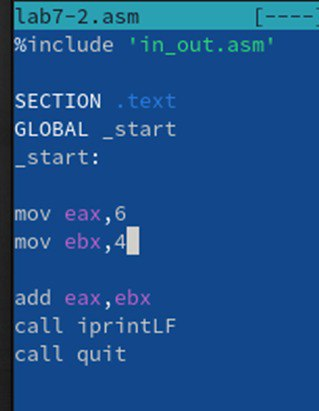 lab7-2.asm [----
%include 'in_out.asm'
SECTION .text
GLOBAL _start
_start:
mov eax,6
mov ebx,4
add eax,ebx
call iprintLF
call quit